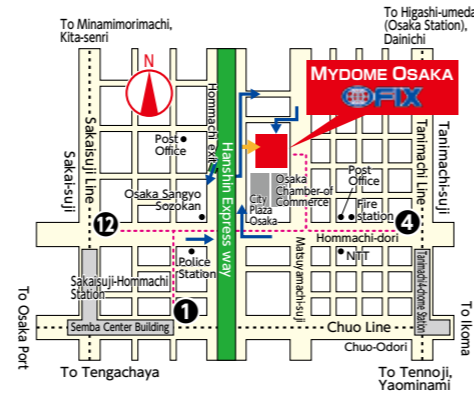 To Minamimorimachi,
Kita-senri
To Higashi-umeda
(Osaka Station),
Dainichi
N
MYDOME OSAKA
OFIX
Sakaisuji Line
Sakai-suji
Hommachi exit
Hanshin Express way
Tanimachi Line
Tanimachi-suji
Post
Office
Osaka Sangyo
Sozokan
Osaka
Chamber of
Commerce
City
Plaza
Osaka
Post
Office
Fire
station
12
4
Hommachi-dori
Police
Station
NTT
Matsuyamachi-suji
Tanimachi4-chome Station
Sakaisuji-Hommachi
Station
1
To Osaka Port
Semba Center Building
Chuo Line
Chuo-Odori
To Ikoma
To Tengachaya
To Tennoji,
Yaominami